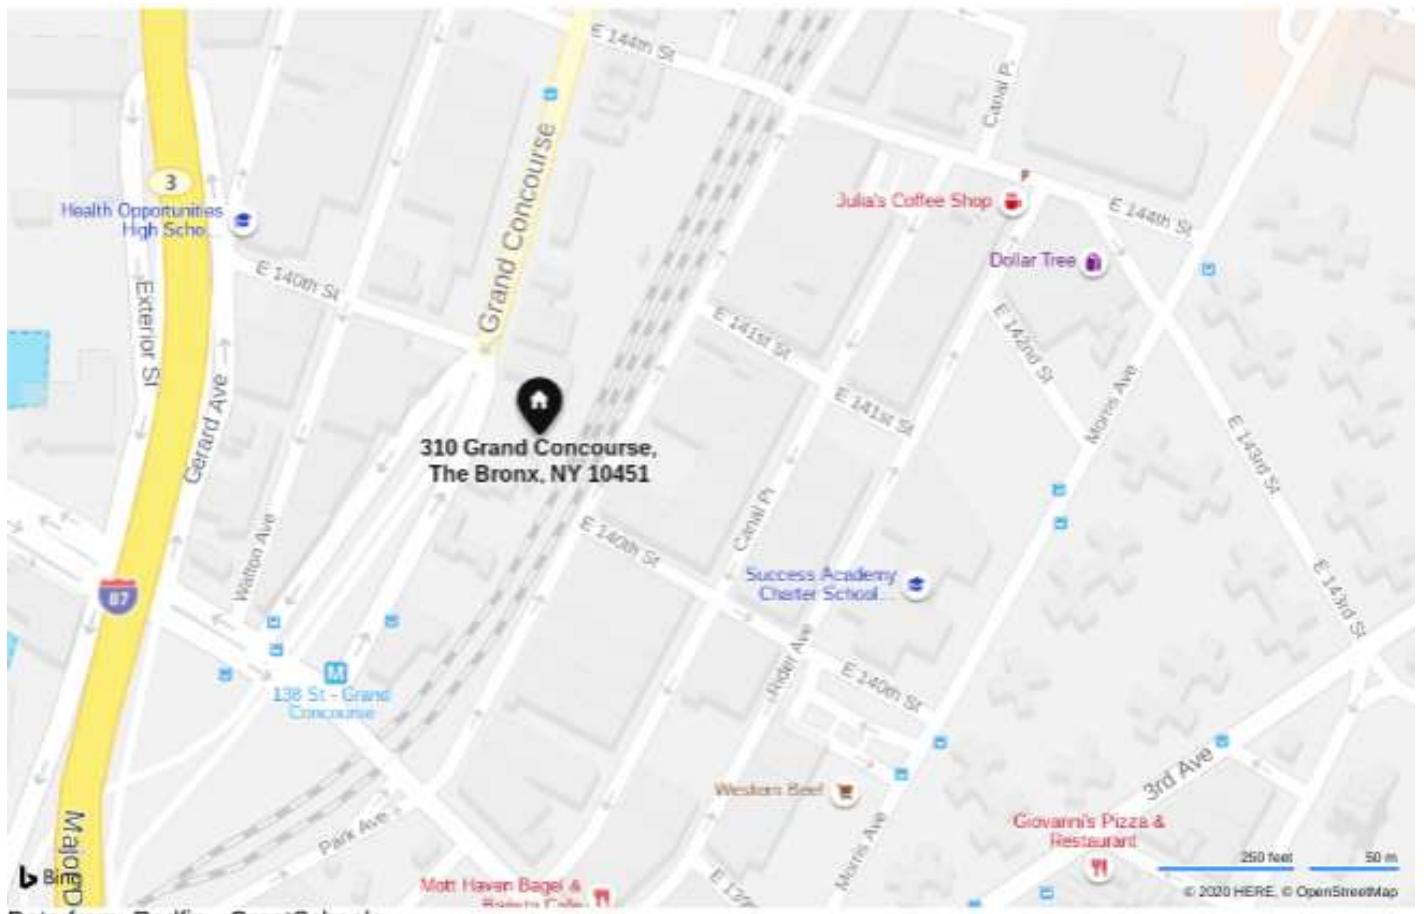 E 144th St
Canal Pl
Grand Concourse
3
Health Opportunities
High Scho...
Julia's Coffee Shop
E 144th St
Dollar Tree
E 140th St
Exterior St
E 141st St
E 142nd St
Gerard Ave
E 141st St
Morris Ave
310 Grand Concourse,
The Bronx, NY 10451
E 143rd St
Walton Ave
E 140th St
Canal Pl
Success Academy
Charter School...
87
E 143rd St
M
138 St - Grand
Concourse
Rider Ave
E 140th St
Western Beef
3rd Ave
Park Ave
Morris Ave
Giovanni's Pizza &
Restaurant
250 feet 50 m
Major D
Bing
Mott Haven Bagel &
Barista Cafe
© 2020 HERE, © OpenStreetMap